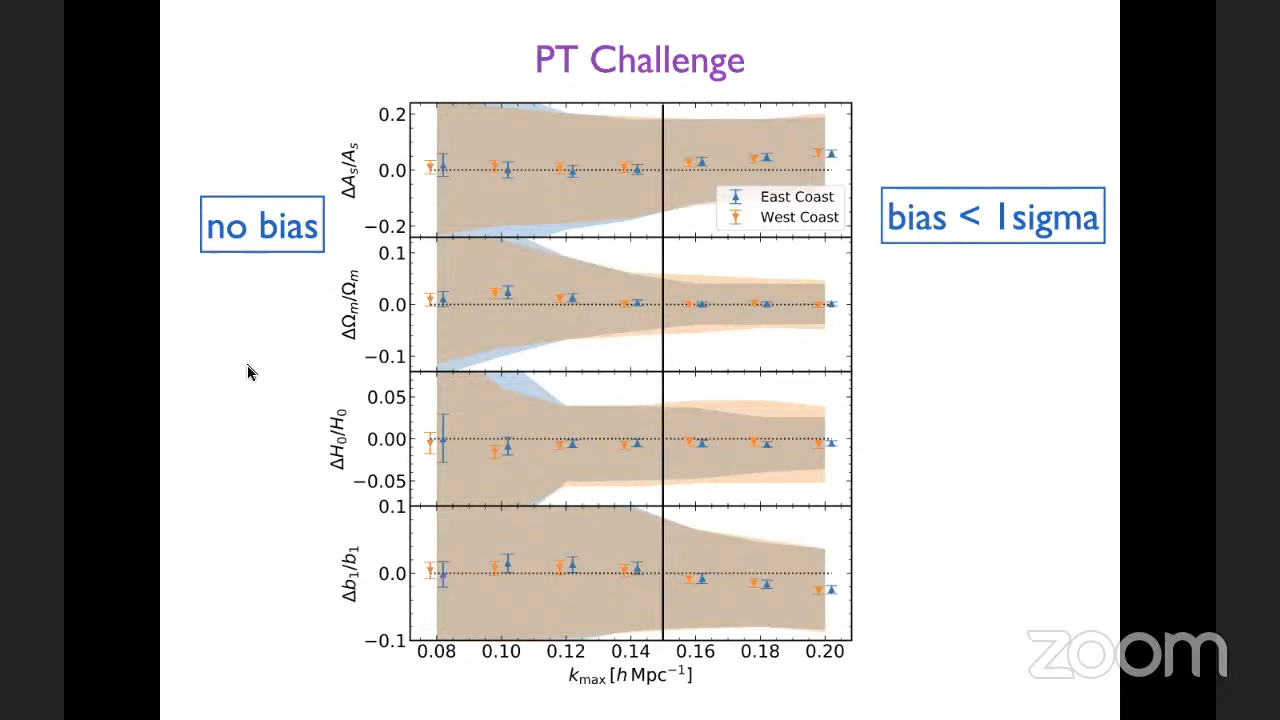 PT Challenge
no bias
bias < 1sigma
ΔA_s/A_s
0.2
0.0
−0.2
East Coast
West Coast
ΔΩ_m/Ω_m
0.1
0.0
−0.1
ΔH_0/H_0
0.05
0.00
−0.05
Δb_1/b_1
0.1
0.0
−0.1
0.08 0.10 0.12 0.14 0.16 0.18 0.20
k_max [h Mpc⁻¹]
zoom